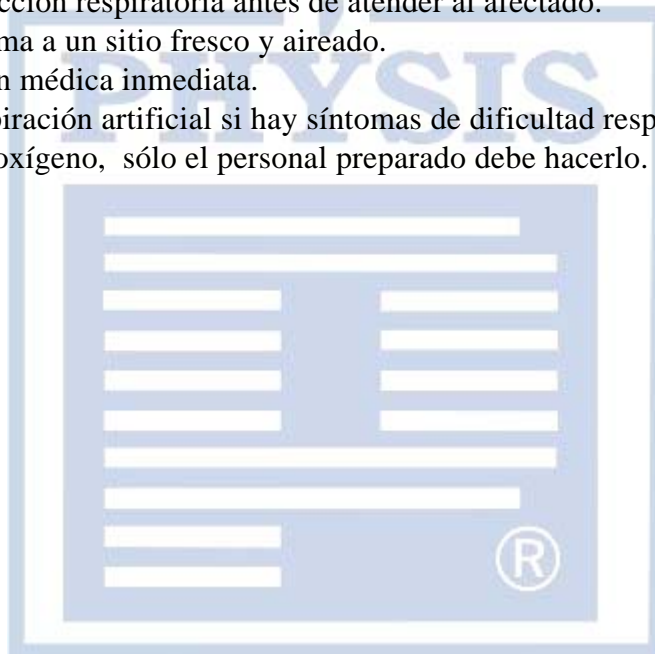 cción respiratoria antes de atender al afectado.
ma a un sitio fresco y aireado.
n médica inmediata.
piración artificial si hay síntomas de dificultad resp
oxígeno, sólo el personal preparado debe hacerlo.
PHYSIS
®